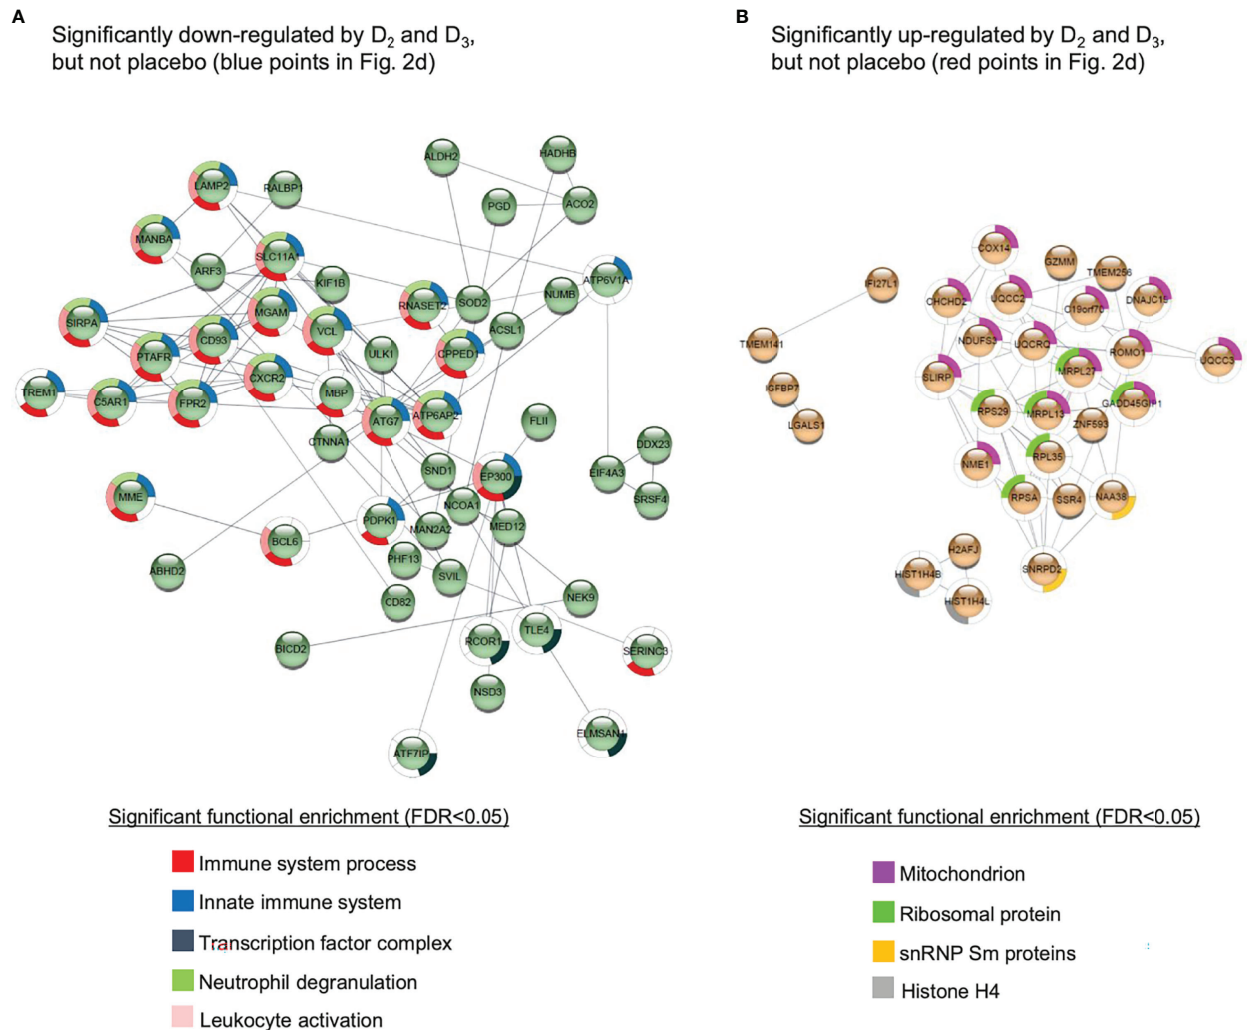 A
Significantly down-regulated by D2 and D3,
but not placebo (blue points in Fig. 2d)
ALDH2
HADHB
LAMP2
RALBP1
PGD
ACO2
MANBA
SLC11A1
ARF3
KIF1B
ATP6V1A
NUMB
RNASET2
SOD2
MGAM
SIRPA
CD93
VCL
ACSL1
PTAFR
ULK1
CPPED1
CXCR2
TREM1
C5AR1
FPR2
MBP
ATG7
ATP6AP2
FLII
CTNNA1
DDX23
SND1
EP300
EIF4A3
MME
NCOA1
SRSF4
PDPK1
MAN2A2
MED12
BCL6
PHF13
ABHD2
SVIL
CD82
NEK9
TLE4
BICD2
RCOR1
SERINC3
NSD3
ELMSAN1
ATF7IP
Significant functional enrichment (FDR<0.05)
Immune system process
Innate immune system
Transcription factor complex
Neutrophil degranulation
Leukocyte activation
B
Significantly up-regulated by D2 and D3,
but not placebo (red points in Fig. 2d)
COX14
GZMM
TMEM256
IFI27L1
CHCHD2
UQCC2
C19orf70
DNAJC15
TMEM141
NDUFS3
UQCRQ
ROMO1
UQCC3
SLIRP
MRPL27
IGFBP7
RPS29
MRPL13
GADD45GIP1
LGALS1
ZNF593
NME1
RPL35
RPSA
SSR4
NAA38
H2AFJ
HIST1H4B
SNRPD2
HIST1H4L
Significant functional enrichment (FDR<0.05)
Mitochondrion
Ribosomal protein
snRNP Sm proteins
Histone H4